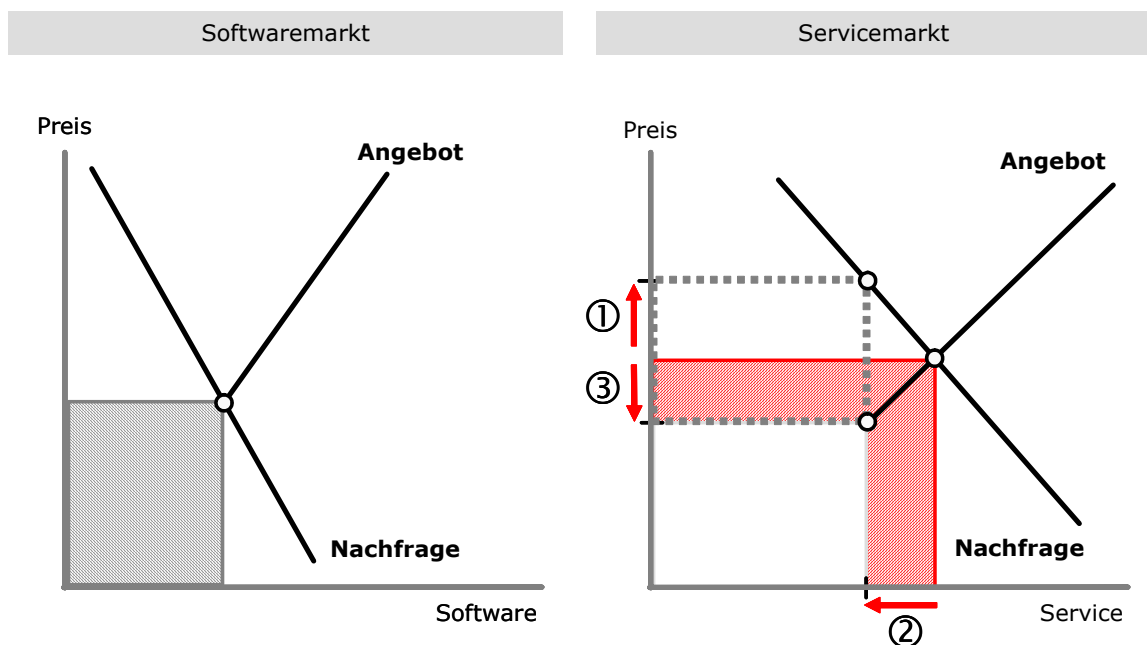 Softwaremarkt
Preis
Angebot
Nachfrage
Software
Servicemarkt
Preis
Angebot
①
③
Nachfrage
Service
②